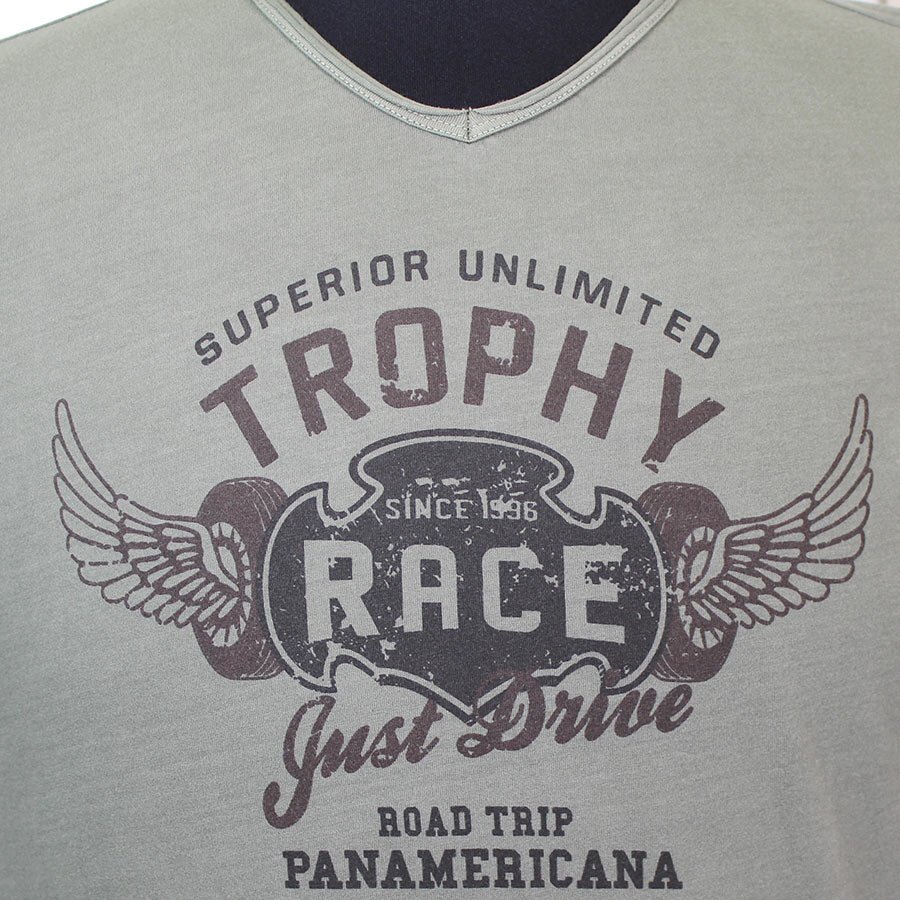 SUPERIOR UNLIMITED
TROPHY
SINCE 1996
RACE
Just Drive
ROAD TRIP
PANAMERICANA